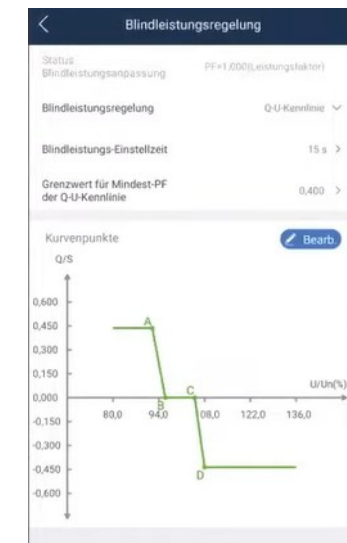 Blindleistungsregelung
Status
Blindleistungsanpassung
PF=1,000(Leistungsfaktor)
Blindleistungsregelung
Q-U-Kennlinie
Blindleistungs-Einstellzeit
15 s
Grenzwert für Mindest-PF
der Q-U-Kennlinie
0,400
Kurvenpunkte
Bearb.
Q/S
0,600
0,450
0,300
0,150
0,000
-0,150
-0,300
-0,450
-0,600
A
B
C
D
U/Un(%)
80,0
94,0
08,0
122,0
136,0